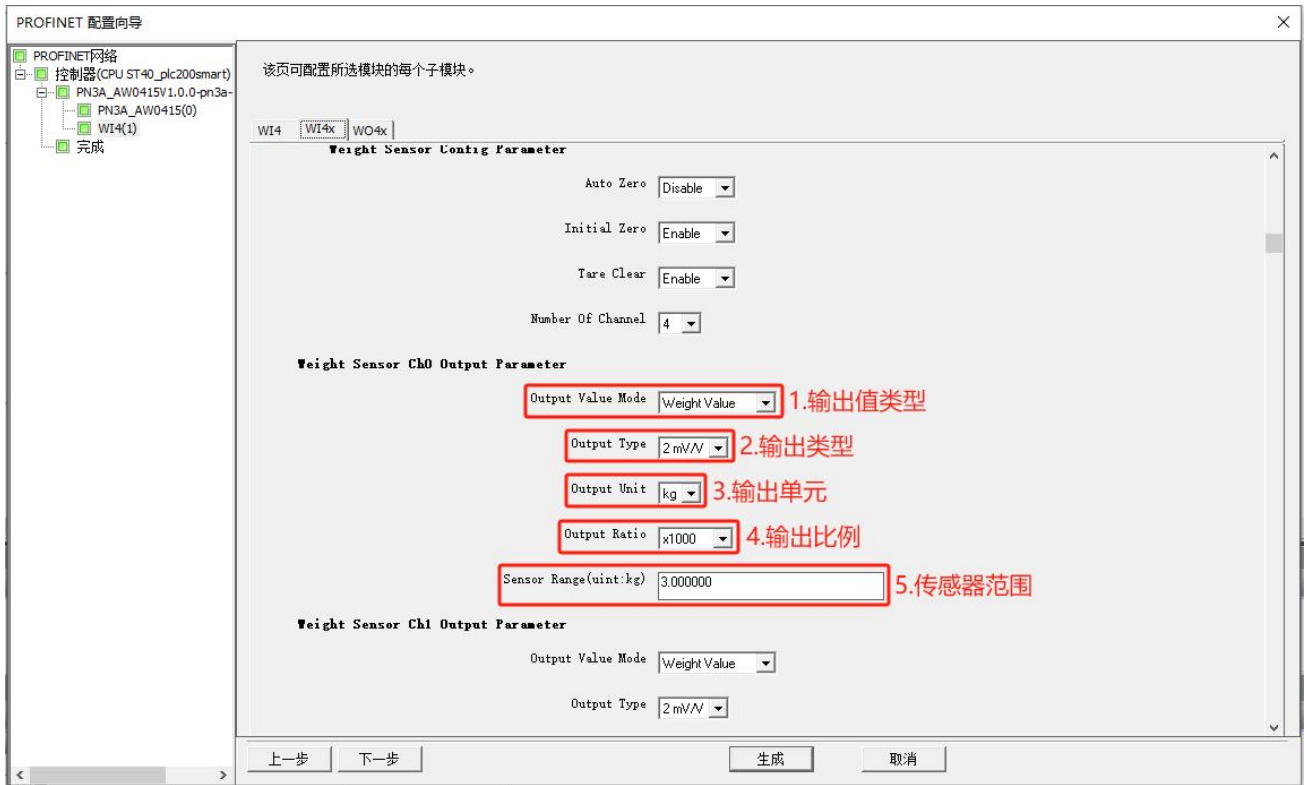 PROFINET 配置向导
PROFINET网络
控制器(CPU ST40_plc200smart)
PN3A_AW0415V1.0.0-pn3a-
PN3A_AW0415(0)
WI4(1)
完成
该页可配置所选模块的每个子模块。
WI4 WI4x WO4x
Weight Sensor Config Parameter
Auto Zero Disable
Initial Zero Enable
Tare Clear Enable
Number Of Channel 4
Weight Sensor Ch0 Output Parameter
Output Value Mode Weight Value 1.输出值类型
Output Type 2 mV/V 2.输出类型
Output Unit kg 3.输出单元
Output Ratio x1000 4.输出比例
Sensor Range(uint:kg) 3.000000 5.传感器范围
Weight Sensor Ch1 Output Parameter
Output Value Mode Weight Value
Output Type 2 mV/V
上一步 下一步 生成 取消